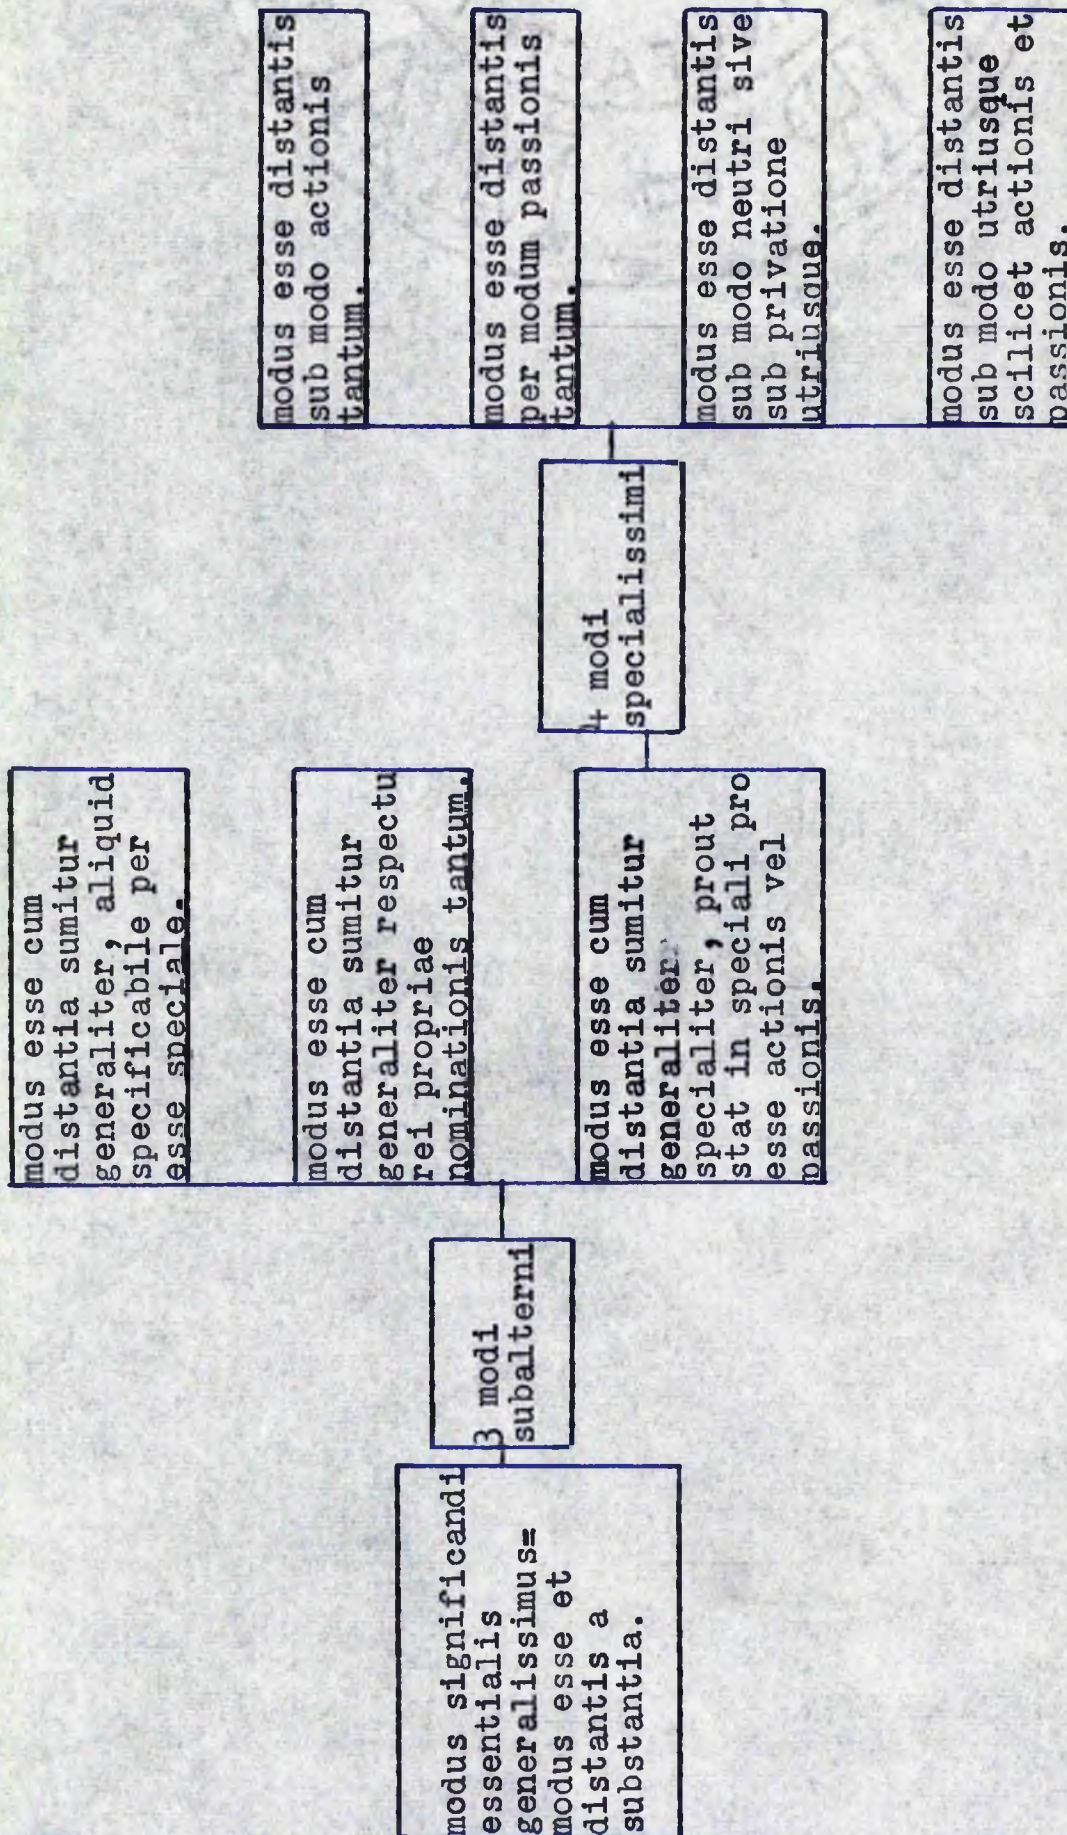 modus significandi
essentialis
generalissimus=
modus esse et
distantis a
substantia.
3 modi
subalterni
modus esse cum
distantia sumitur
generaliter, aliquid
specificabile per
esse speciale.
modus esse cum
distantia sumitur
generaliter respectu
rei propriae
nominationis tantum.
modus esse cum
distantia sumitur
generaliter
specialiter, prout
stat in speciali pro
esse actionis vel
passionis.
4 modi
specialissimi
modus esse distantis
sub modo actionis
tantum.
modus esse distantis
per modum passionis
tantum.
modus esse distantis
sub modo neutri sive
sub privatione
utriusque.
modus esse distantis
sub modo utriusque
scilicet actionis et
passionis.